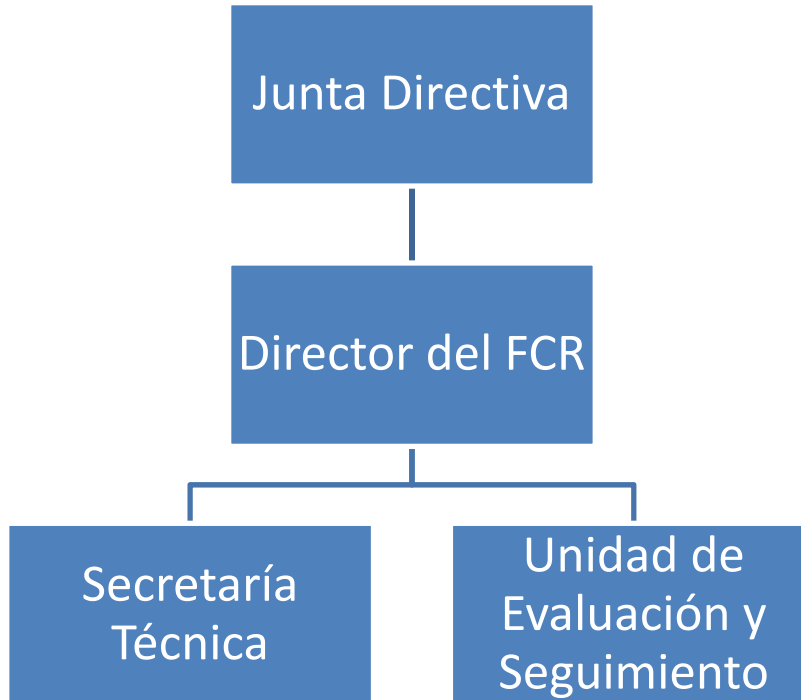 Junta Directiva
Director del FCR
Secretaría
Técnica
Unidad de
Evaluación y
Seguimiento